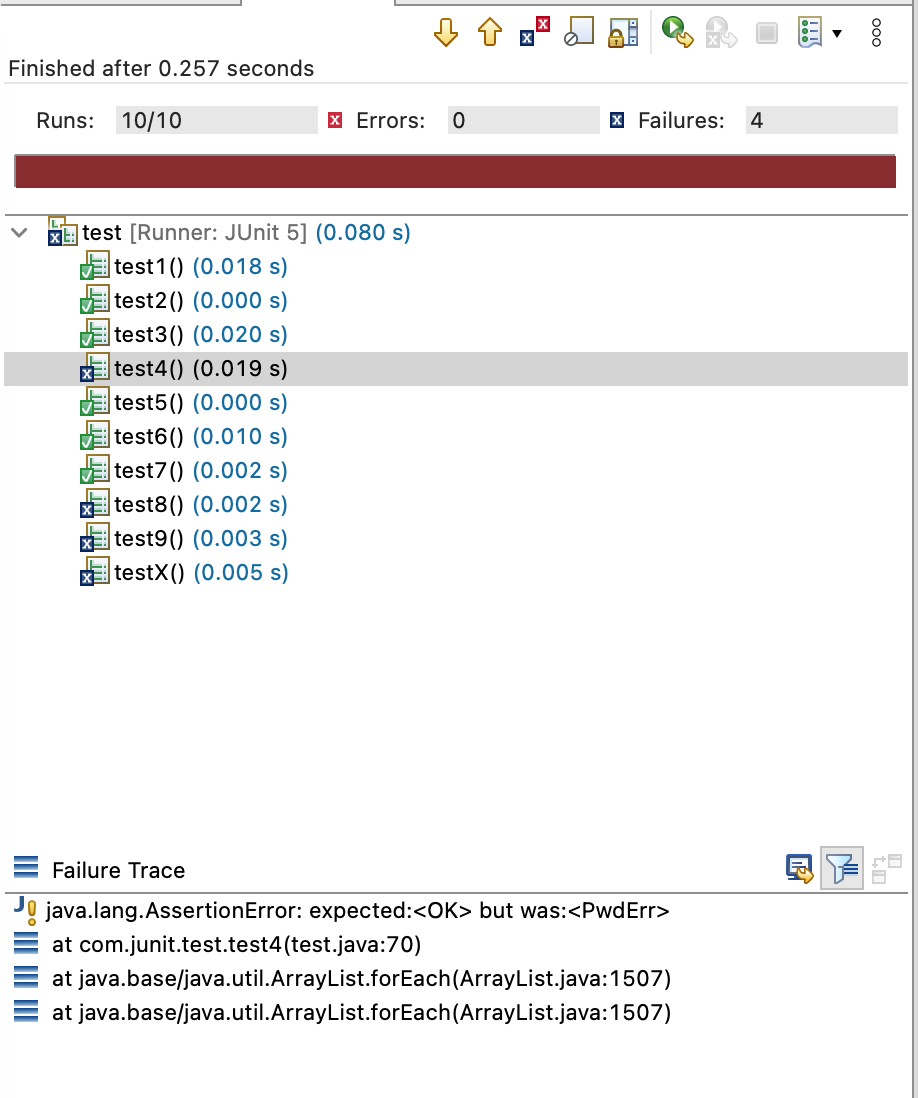 Finished after 0.257 seconds
Runs: 10/10 Errors: 0 Failures: 4
test [Runner: JUnit 5] (0.080 s)
test1() (0.018 s)
test2() (0.000 s)
test3() (0.020 s)
test4() (0.019 s)
test5() (0.000 s)
test6() (0.010 s)
test7() (0.002 s)
test8() (0.002 s)
test9() (0.003 s)
testX() (0.005 s)
Failure Trace
java.lang.AssertionError: expected:<OK> but was:<PwdErr>
at com.junit.test.test4(test.java:70)
at java.base/java.util.ArrayList.forEach(ArrayList.java:1507)
at java.base/java.util.ArrayList.forEach(ArrayList.java:1507)